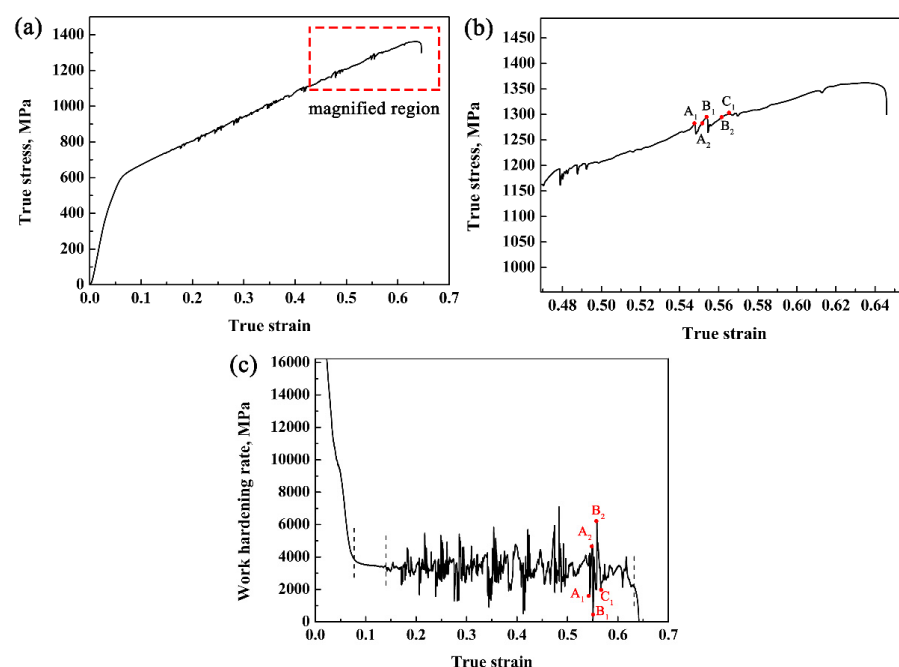 (a)
True stress, MPa
1400
1200
1000
800
600
400
200
0
magnified region
0.0 0.1 0.2 0.3 0.4 0.5 0.6 0.7
True strain
(b)
True stress, MPa
1450
1400
1350
1300
1250
1200
1150
1100
1050
1000
A1 B1 C1
A2 B2
0.48 0.50 0.52 0.54 0.56 0.58 0.60 0.62 0.64
True strain
(c)
Work hardening rate, MPa
16000
14000
12000
10000
8000
6000
4000
2000
0
B2
A2
A1 C1
B1
0.0 0.1 0.2 0.3 0.4 0.5 0.6 0.7
True strain